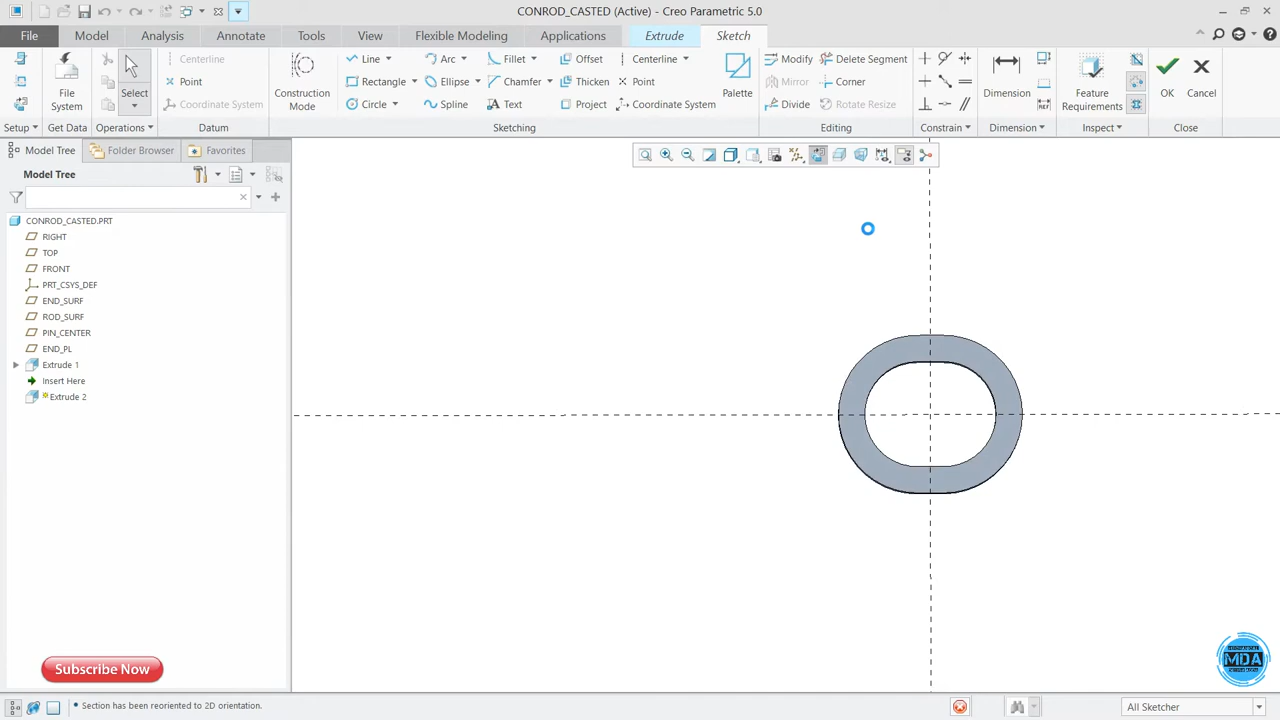 CONROD_CASTED (Active) - Creo Parametric 5.0
File Model Analysis Annotate Tools View Flexible Modeling Applications Extrude Sketch
Centerline Line Arc Fillet Offset Centerline Modify Delete Segment
Point Rectangle Ellipse Chamfer Thicken Point Mirror Corner
Coordinate System Circle Spline Text Project Coordinate System Divide Rotate Resize
File System
Select
Construction Mode
Palette
Dimension
Feature Requirements
OK
Cancel
Setup Get Data Operations Datum Sketching Editing Constrain Dimension Inspect Close
Model Tree Folder Browser Favorites
Model Tree
CONROD_CASTED.PRT
RIGHT
TOP
FRONT
PRT_CSYS_DEF
END_SURF
ROD_SURF
PIN_CENTER
END_PL
Extrude 1
Insert Here
Extrude 2
Subscribe Now
MDA
• Section has been reoriented to 2D orientation.
All Sketcher